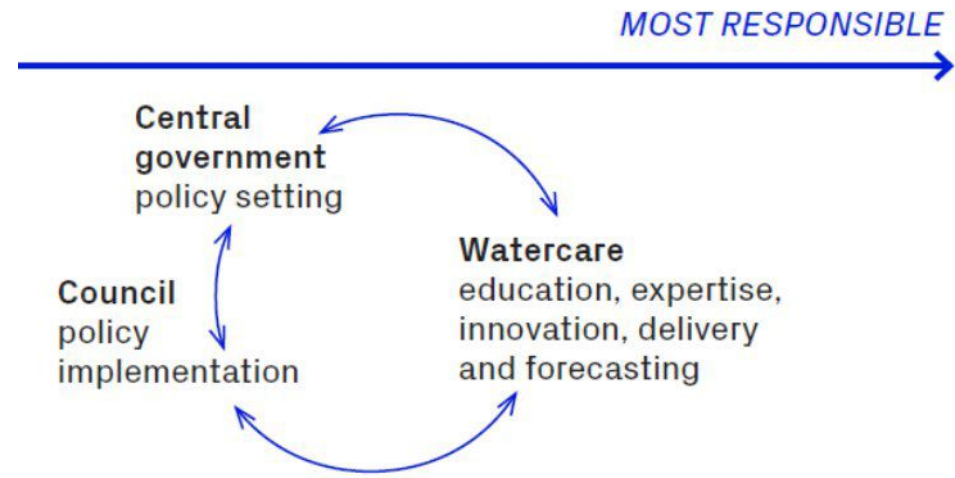 MOST RESPONSIBLE
Central
government
policy setting
Watercare
education, expertise,
innovation, delivery
and forecasting
Council
policy
implementation